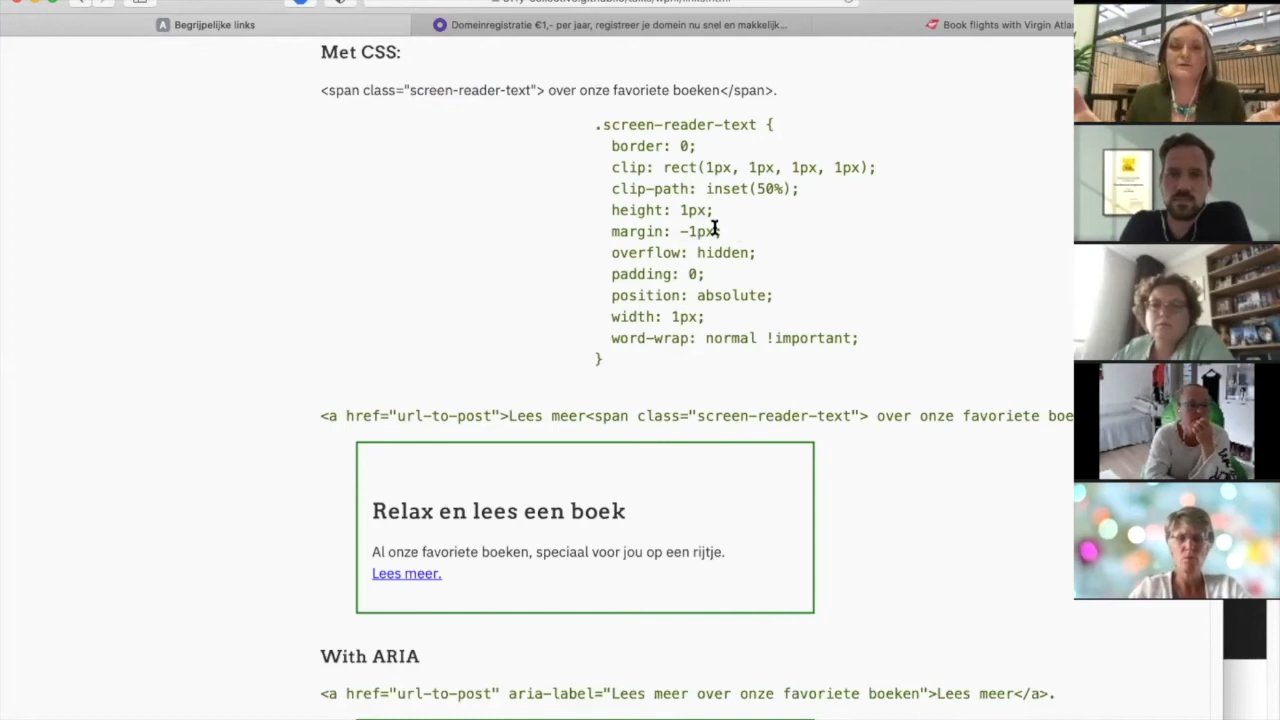 Begrijpelijke links
Domeinregistratie €1,- per jaar, registreer je domein nu snel en makkelijk...
Book flights with Virgin Atlan
Met CSS:
<span class="screen-reader-text"> over onze favoriete boeken</span>.
.screen-reader-text {
border: 0;
clip: rect(1px, 1px, 1px, 1px);
clip-path: inset(50%);
height: 1px;
margin: -1px;
overflow: hidden;
padding: 0;
position: absolute;
width: 1px;
word-wrap: normal !important;
}
<a href="url-to-post">Lees meer<span class="screen-reader-text"> over onze favoriete boe
Relax en lees een boek
Al onze favoriete boeken, speciaal voor jou op een rijtje.
Lees meer.
With ARIA
<a href="url-to-post" aria-label="Lees meer over onze favoriete boeken">Lees meer</a>.